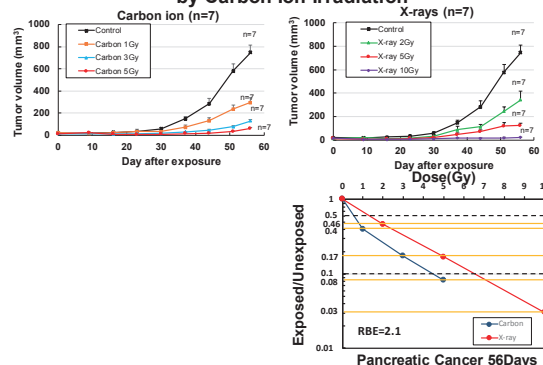 by Carbon Ion Irradiation
Carbon ion (n=7)
Tumor volume (mm³)
1000
800
600
400
200
0
Control
Carbon 1Gy
Carbon 3Gy
Carbon 5Gy
n=7
n=7
n=7
n=7
0 10 20 30 40 50 60
Day after exposure
X-rays (n=7)
Tumor volume (mm³)
1000
800
600
400
200
0
Control
X-ray 2Gy
X-ray 5Gy
X-ray 10Gy
n=7
n=7
n=7
n=7
0 10 20 30 40 50 60
Day after exposure
Dose(Gy)
0 1 2 3 4 5 6 7 8 9
Exposed/Unexposed
1
0.5
0.46
0.4
0.17
0.1
0.08
0.03
0.01
RBE=2.1
Carbon
X-ray
Pancreatic Cancer 56Days